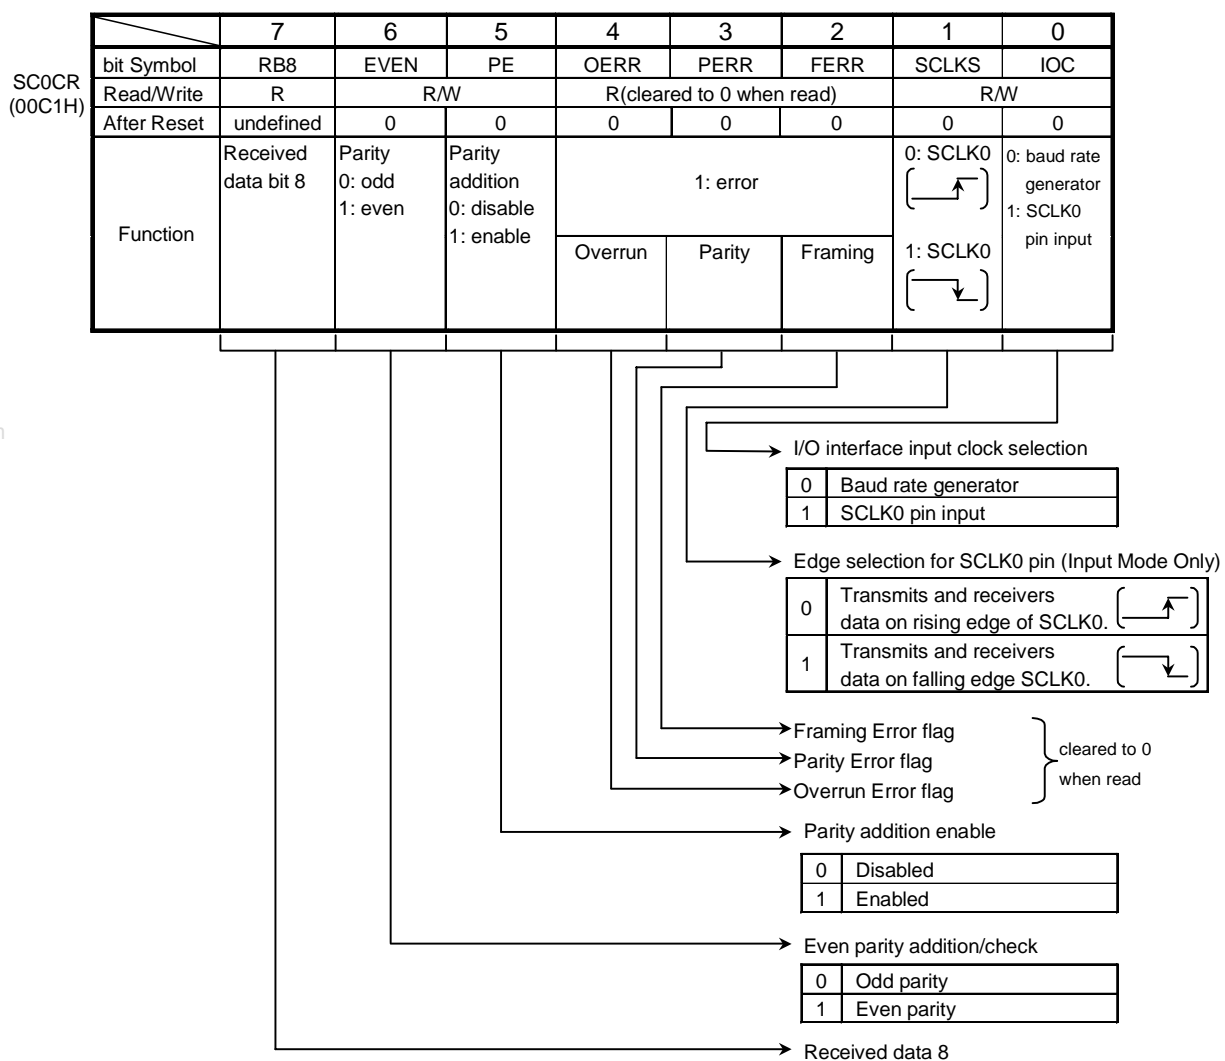 7 6 5 4 3 2 1 0
SC0CR
(00C1H)
bit Symbol RB8 EVEN PE OERR PERR FERR SCLKS IOC
Read/Write R R/W R(cleared to 0 when read) R/W
After Reset undefined 0 0 0 0 0 0 0
Function
Received
data bit 8
Parity
0: odd
1: even
Parity
addition
0: disable
1: enable
1: error
Overrun Parity Framing
0: SCLK0
1: SCLK0
0: baud rate
generator
1: SCLK0
pin input
I/O interface input clock selection
0 Baud rate generator
1 SCLK0 pin input
Edge selection for SCLK0 pin (Input Mode Only)
0 Transmits and receivers
data on rising edge of SCLK0.
1 Transmits and receivers
data on falling edge SCLK0.
Framing Error flag
Parity Error flag
Overrun Error flag
cleared to 0
when read
Parity addition enable
0 Disabled
1 Enabled
Even parity addition/check
0 Odd parity
1 Even parity
Received data 8